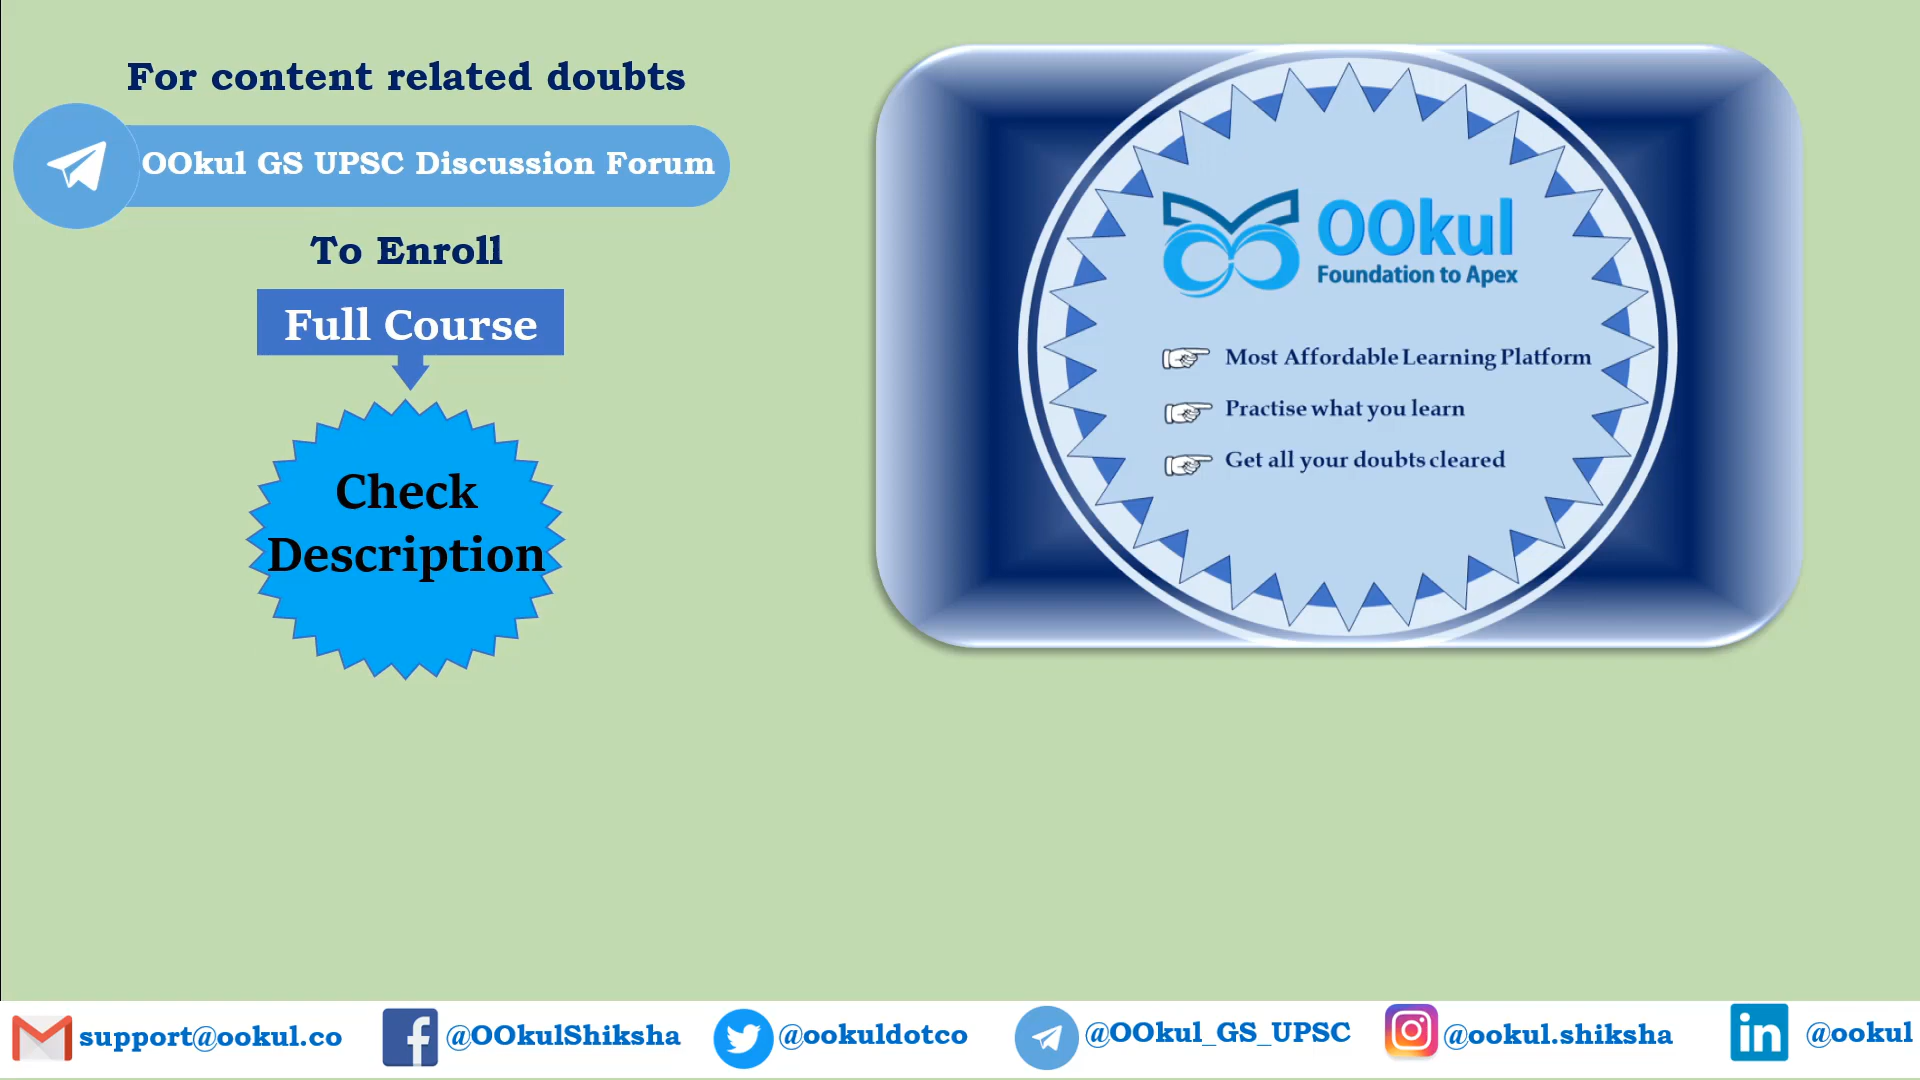 For content related doubts
OOkul GS UPSC Discussion Forum
To Enroll
Full Course
Check
Description
OOkul
Foundation to Apex
Most Affordable Learning Platform
Practise what you learn
Get all your doubts cleared
support@ookul.co
@OOkulShiksha
@ookuldotco
@OOkul_GS_UPSC
@ookul.shiksha
in
@ookul